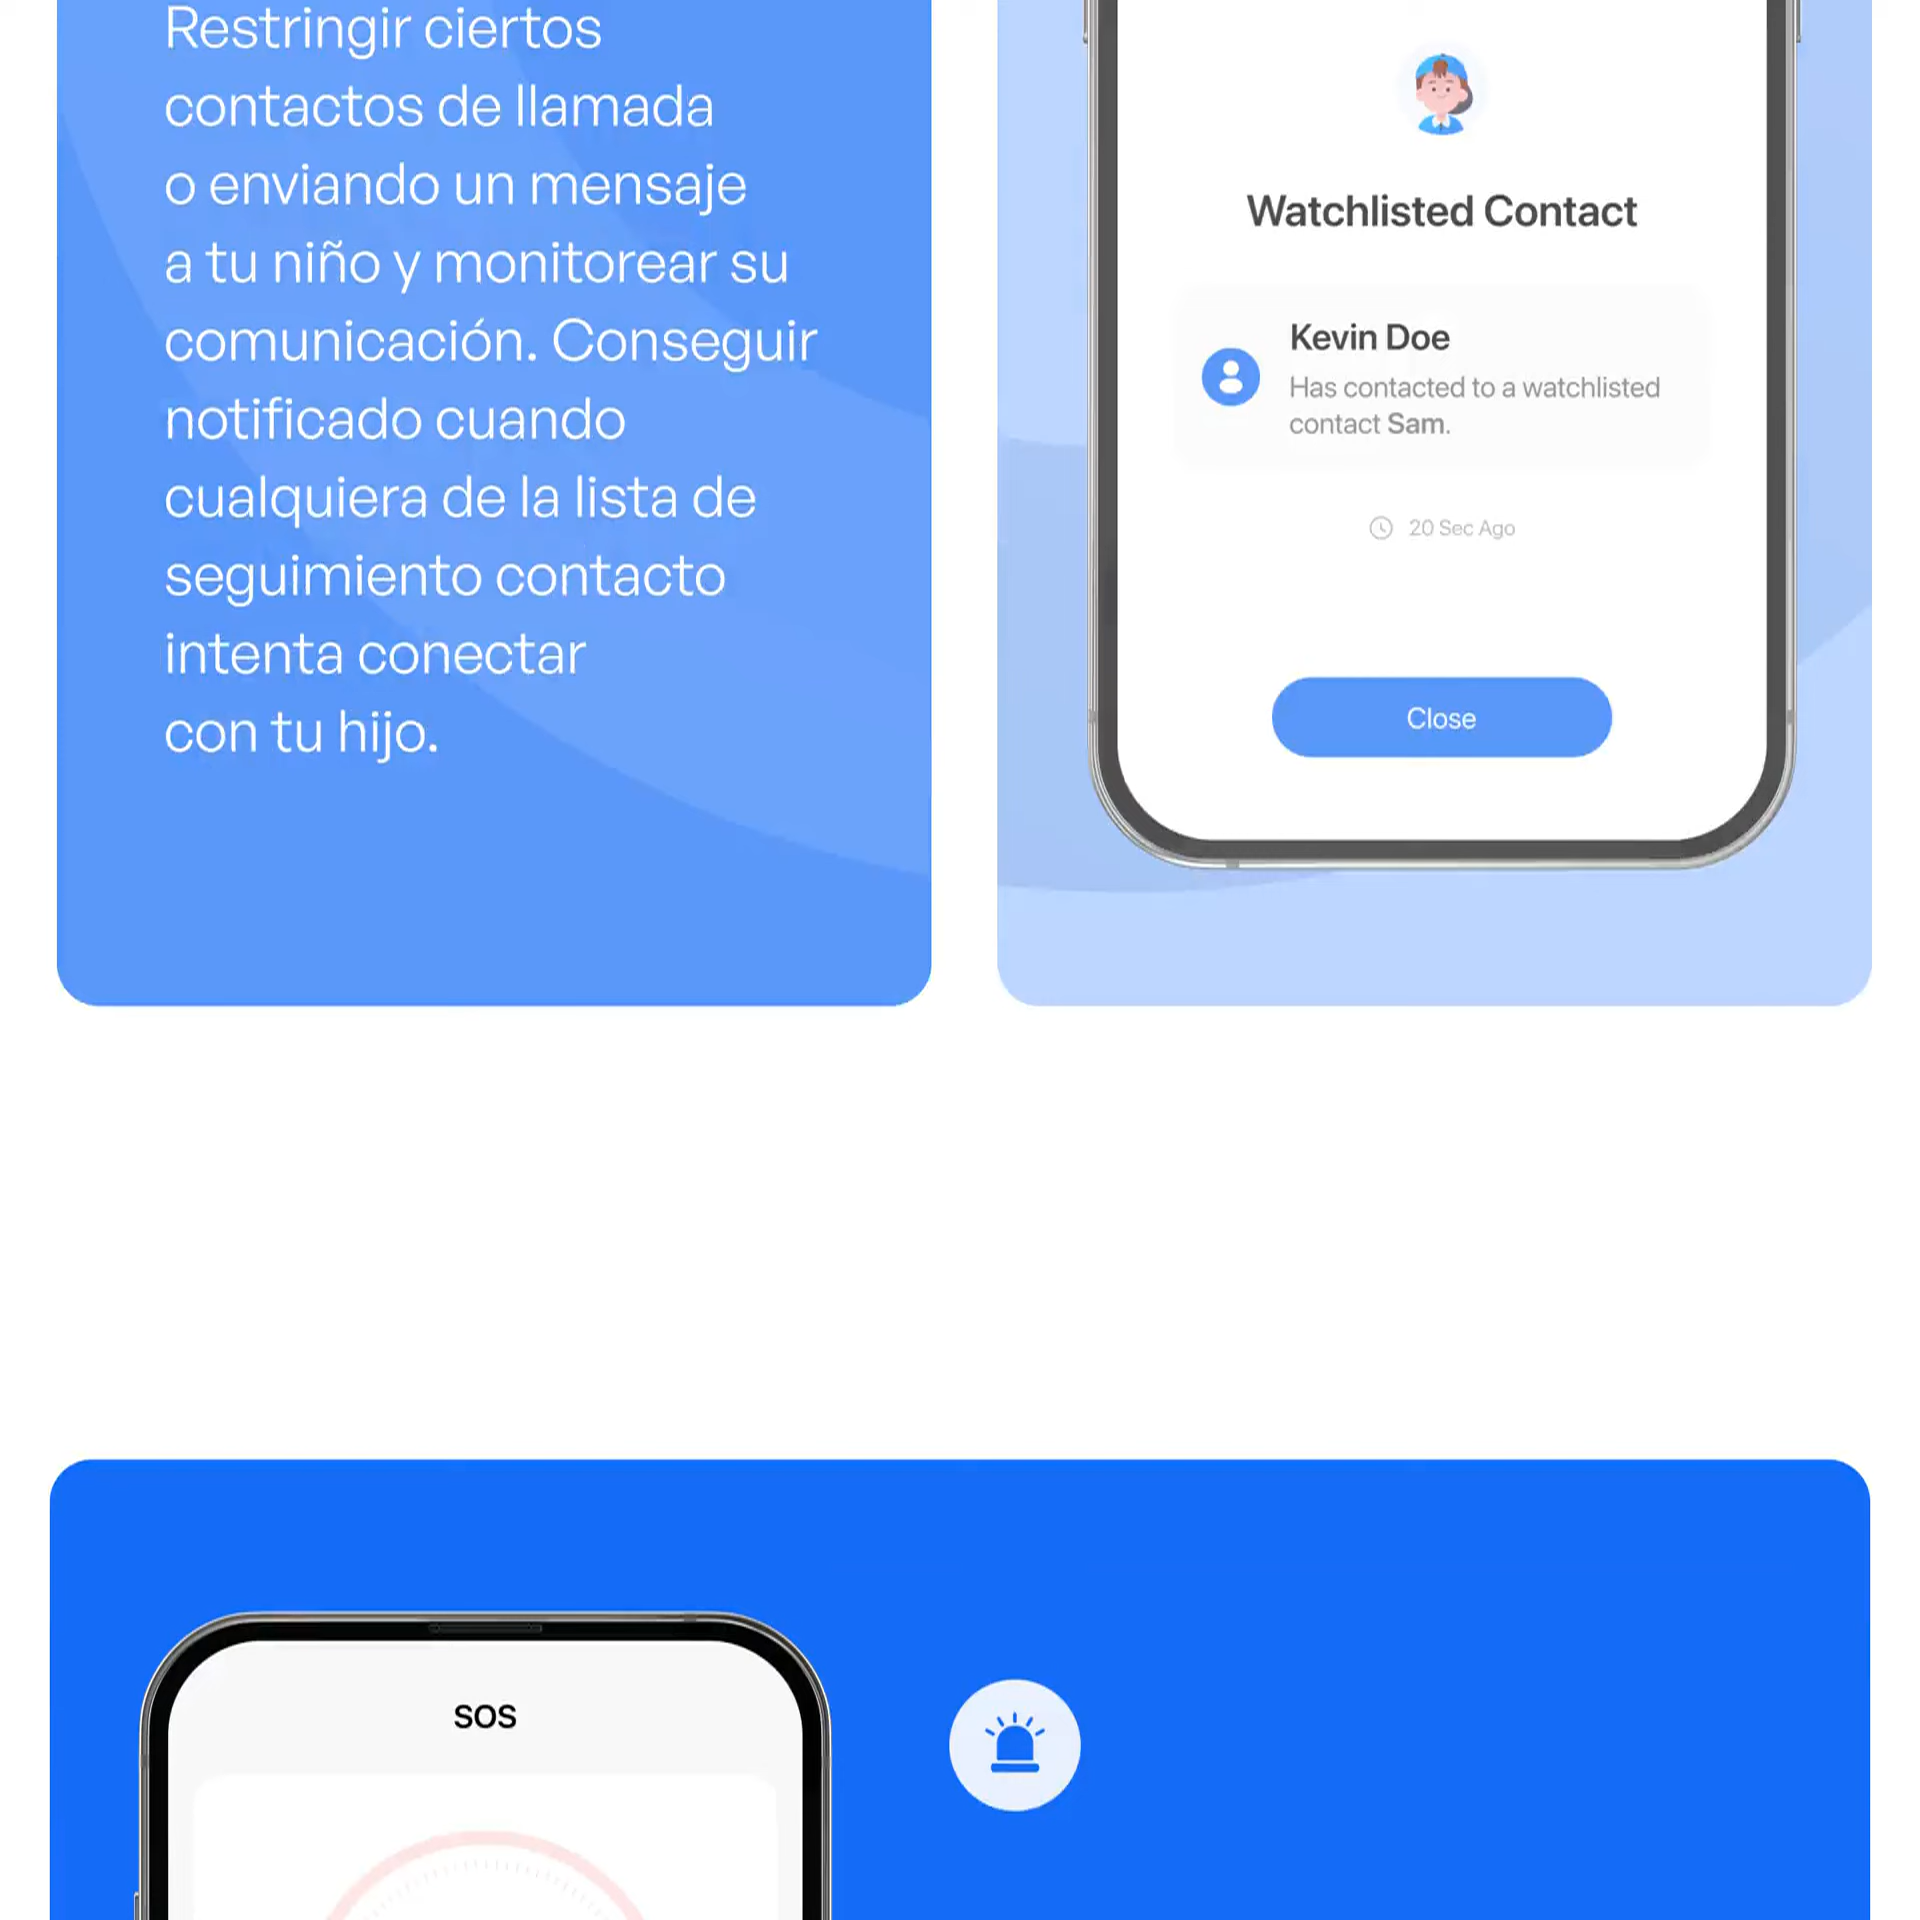 Restringir ciertos
contactos de llamada
o enviando un mensaje
a tu niño y monitorear su
comunicación. Conseguir
notificado cuando
cualquiera de la lista de
seguimiento contacto
intenta conectar
con tu hijo.
Watchlisted Contact
Kevin Doe
Has contacted to a watchlisted
contact Sam.
20 Sec Ago
Close
SOS